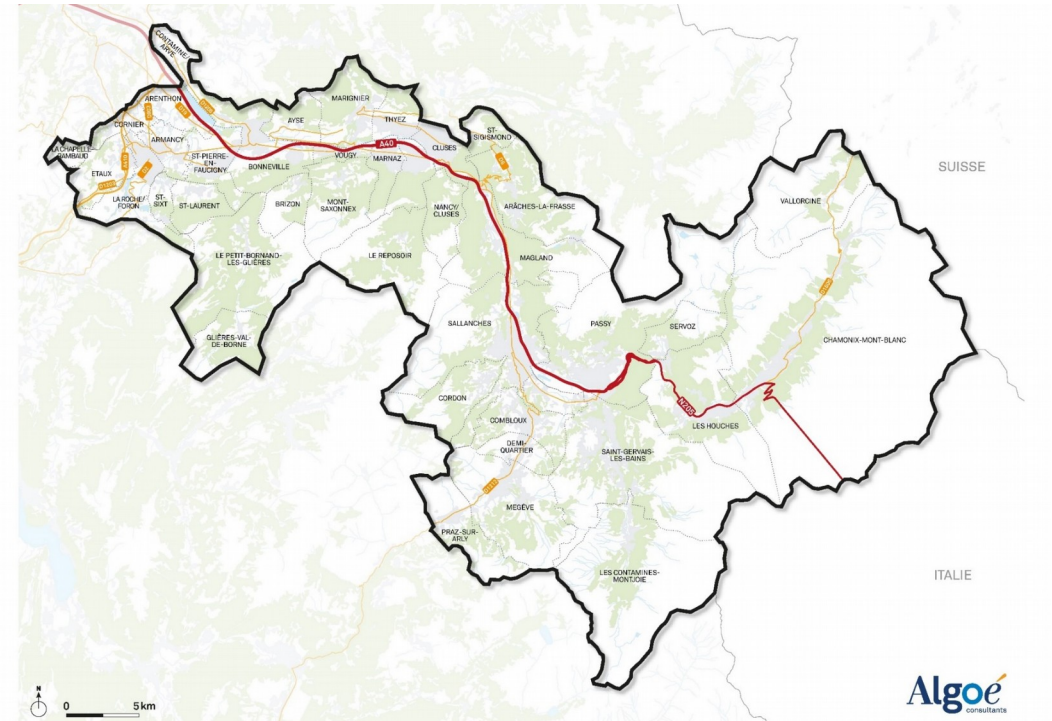 CONTAMINE/
ARVE
ARENTHON
MARIGNIER
AYSE
THYEZ
CORNIER
ST-
SIGISMOND
ARMANCY
A40
CLUSES
LA CHAPELLE-
RAMBAUD
ST-PIERRE-
EN-
FAUCIGNY
BONNEVILLE
VOUGY
MARNAZ
SUISSE
ETAUX
LA ROCHE/
FORON
ST-
SIXT
ST-LAURENT
BRIZON
MONT-
SAXONNEX
NANCY/
CLUSES
ARÂCHES-LA-FRASSE
VALLORCINE
LE PETIT-BORNAND-
LES-GLIÈRES
LE REPOSOIR
MAGLAND
SALLANCHES
PASSY
SERVOZ
GLIÈRES-VAL-
DE-BORNE
CHAMONIX-MONT-BLANC
CORDON
N205
COMBLOUX
LES HOUCHES
DEMI-
QUARTIER
SAINT-GERVAIS-
LES-BAINS
MEGÈVE
PRAZ-SUR-
ARLY
LES CONTAMINES-
MONTJOIE
ITALIE
N
0 5 km
Algoé
consultants